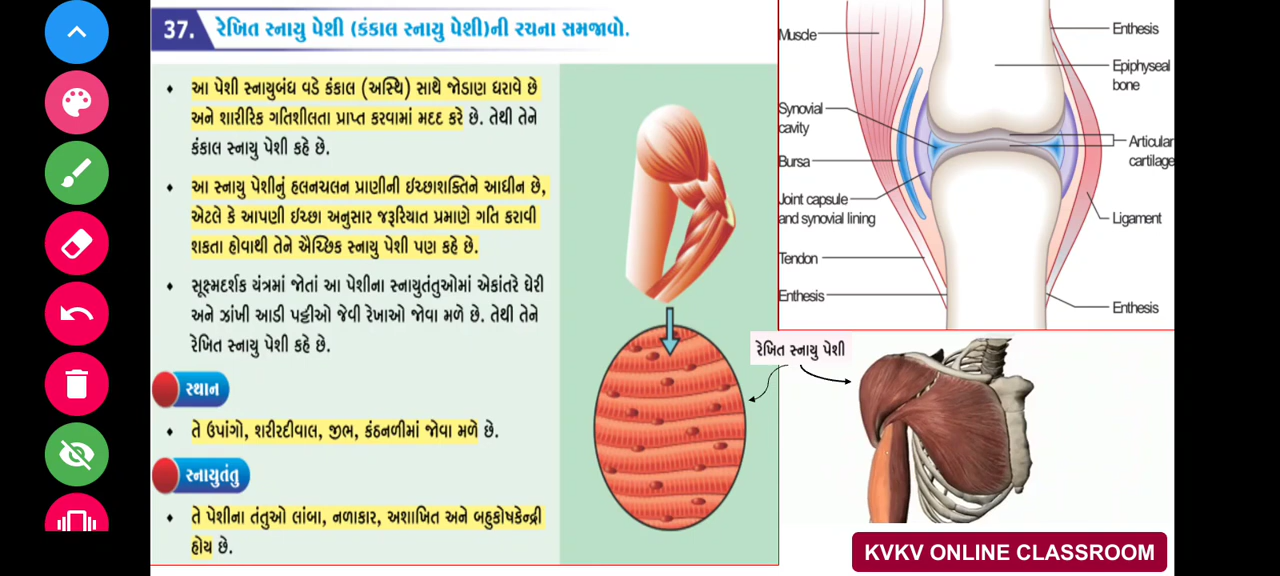 37. રેખિત સ્નાયુ પેશી (કંકાલ સ્નાયુ પેશી)ની રચના સમજાવો.
♦ આ પેશી સ્નાયુબંધ વડે કંકાલ (અસ્થિ) સાથે જોડાણ ધરાવે છે
અને શારીરિક ગતિશીલતા પ્રાપ્ત કરવામાં મદદ કરે છે. તેથી તેને
કંકાલ સ્નાયુ પેશી કહે છે.
♦ આ સ્નાયુ પેશીનું હલનચલન પ્રાણીની ઈચ્છાશક્તિને આધીન છે,
એટલે કે આપણી ઈચ્છા અનુસાર જરૂરિયાત પ્રમાણે ગતિ કરાવી
શકતા હોવાથી તેને ઐચ્છિક સ્નાયુ પેશી પણ કહે છે.
♦ સૂક્ષ્મદર્શક યંત્રમાં જોતાં આ પેશીના સ્નાયુતંતુઓમાં એકાંતરે ઘેરી
અને ઝાંખી આડી પટ્ટીઓ જેવી રેખાઓ જોવા મળે છે. તેથી તેને
રેખિત સ્નાયુ પેશી કહે છે.
સ્થાન
♦ તે ઉપાંગો, શરીરદીવાલ, જીભ, કંઠનળીમાં જોવા મળે છે.
સ્નાયુતંતુ
♦ તે પેશીના તંતુઓ લાંબા, નળાકાર, અશાખિત અને બહુકોષકેન્દ્રી
હોય છે.
Muscle
Synovial
cavity
Bursa
Joint capsule
and synovial lining
Tendon
Enthesis
Enthesis
Epiphyseal
bone
Articular
cartilage
Ligament
Enthesis
રેખિત સ્નાયુ પેશી
KVKV ONLINE CLASSROOM